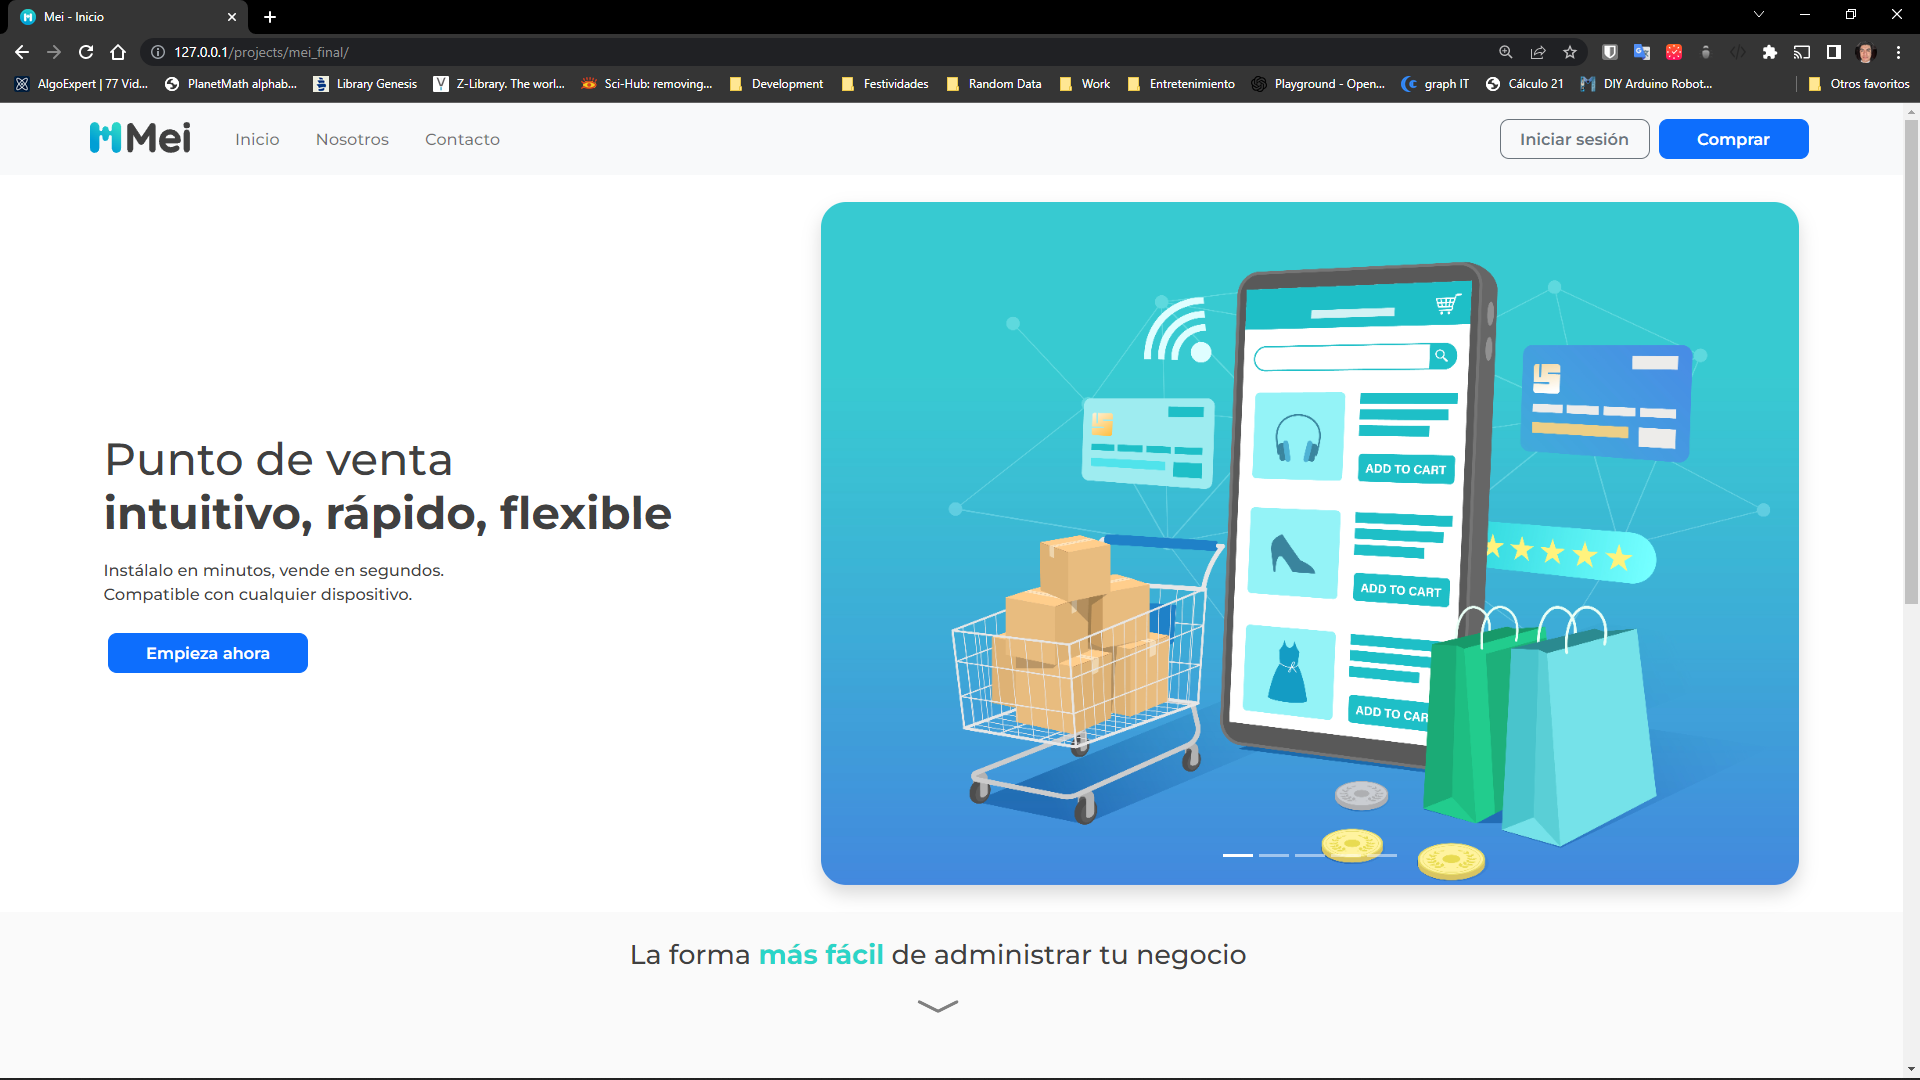 Mei - Inicio
127.0.0.1/projects/mei_final/
AlgoExpert | 77 Vid...
PlanetMath alphab...
Library Genesis
Z-Library. The worl...
Sci-Hub: removing...
Development
Festividades
Random Data
Work
Entretenimiento
Playground - Open...
graph IT
Cálculo 21
DIY Arduino Robot...
Otros favoritos
Mei
Inicio
Nosotros
Contacto
Iniciar sesión
Comprar
Punto de venta
intuitivo, rápido, flexible
Instálalo en minutos, vende en segundos.
Compatible con cualquier dispositivo.
Empieza ahora
ADD TO CART
ADD TO CART
ADD TO CAR
La forma más fácil de administrar tu negocio